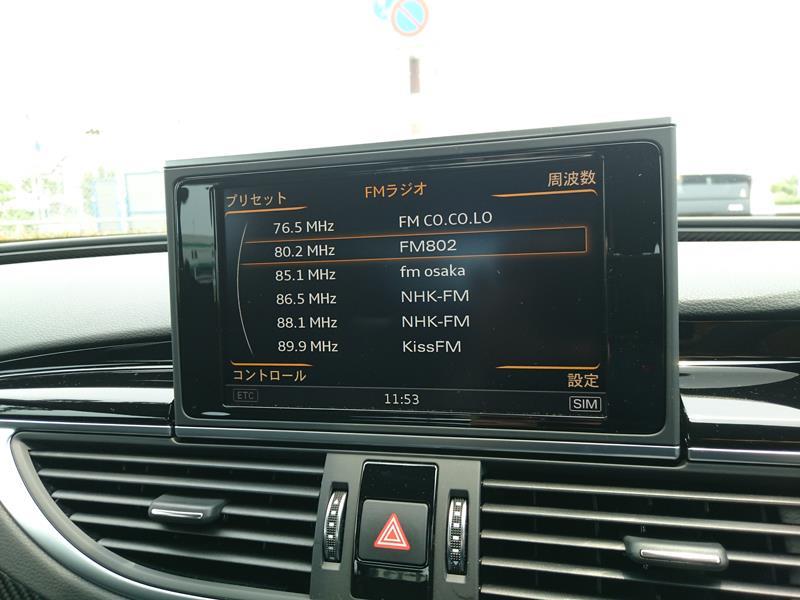 プリセット FMラジオ 周波数
76.5 MHz FM CO.CO.LO
80.2 MHz FM802
85.1 MHz fm osaka
86.5 MHz NHK-FM
88.1 MHz NHK-FM
89.9 MHz KissFM
コントロール 設定
ETC 11:53 SIM